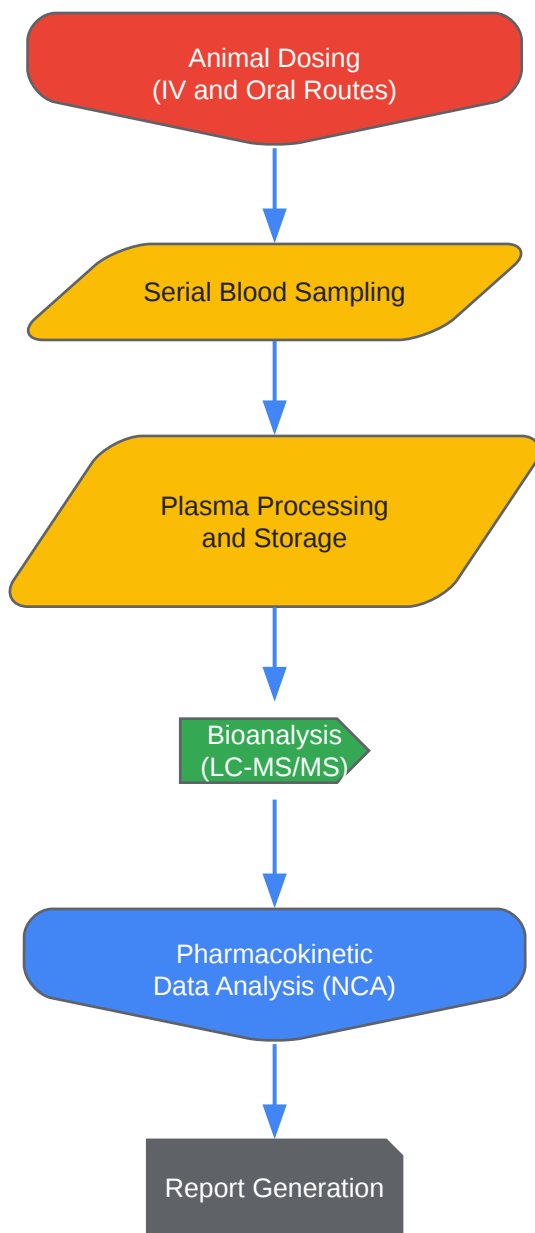 Animal Dosing
(IV and Oral Routes)
Serial Blood Sampling
Plasma Processing
and Storage
Bioanalysis
(LC-MS/MS)
Pharmacokinetic
Data Analysis (NCA)
Report Generation